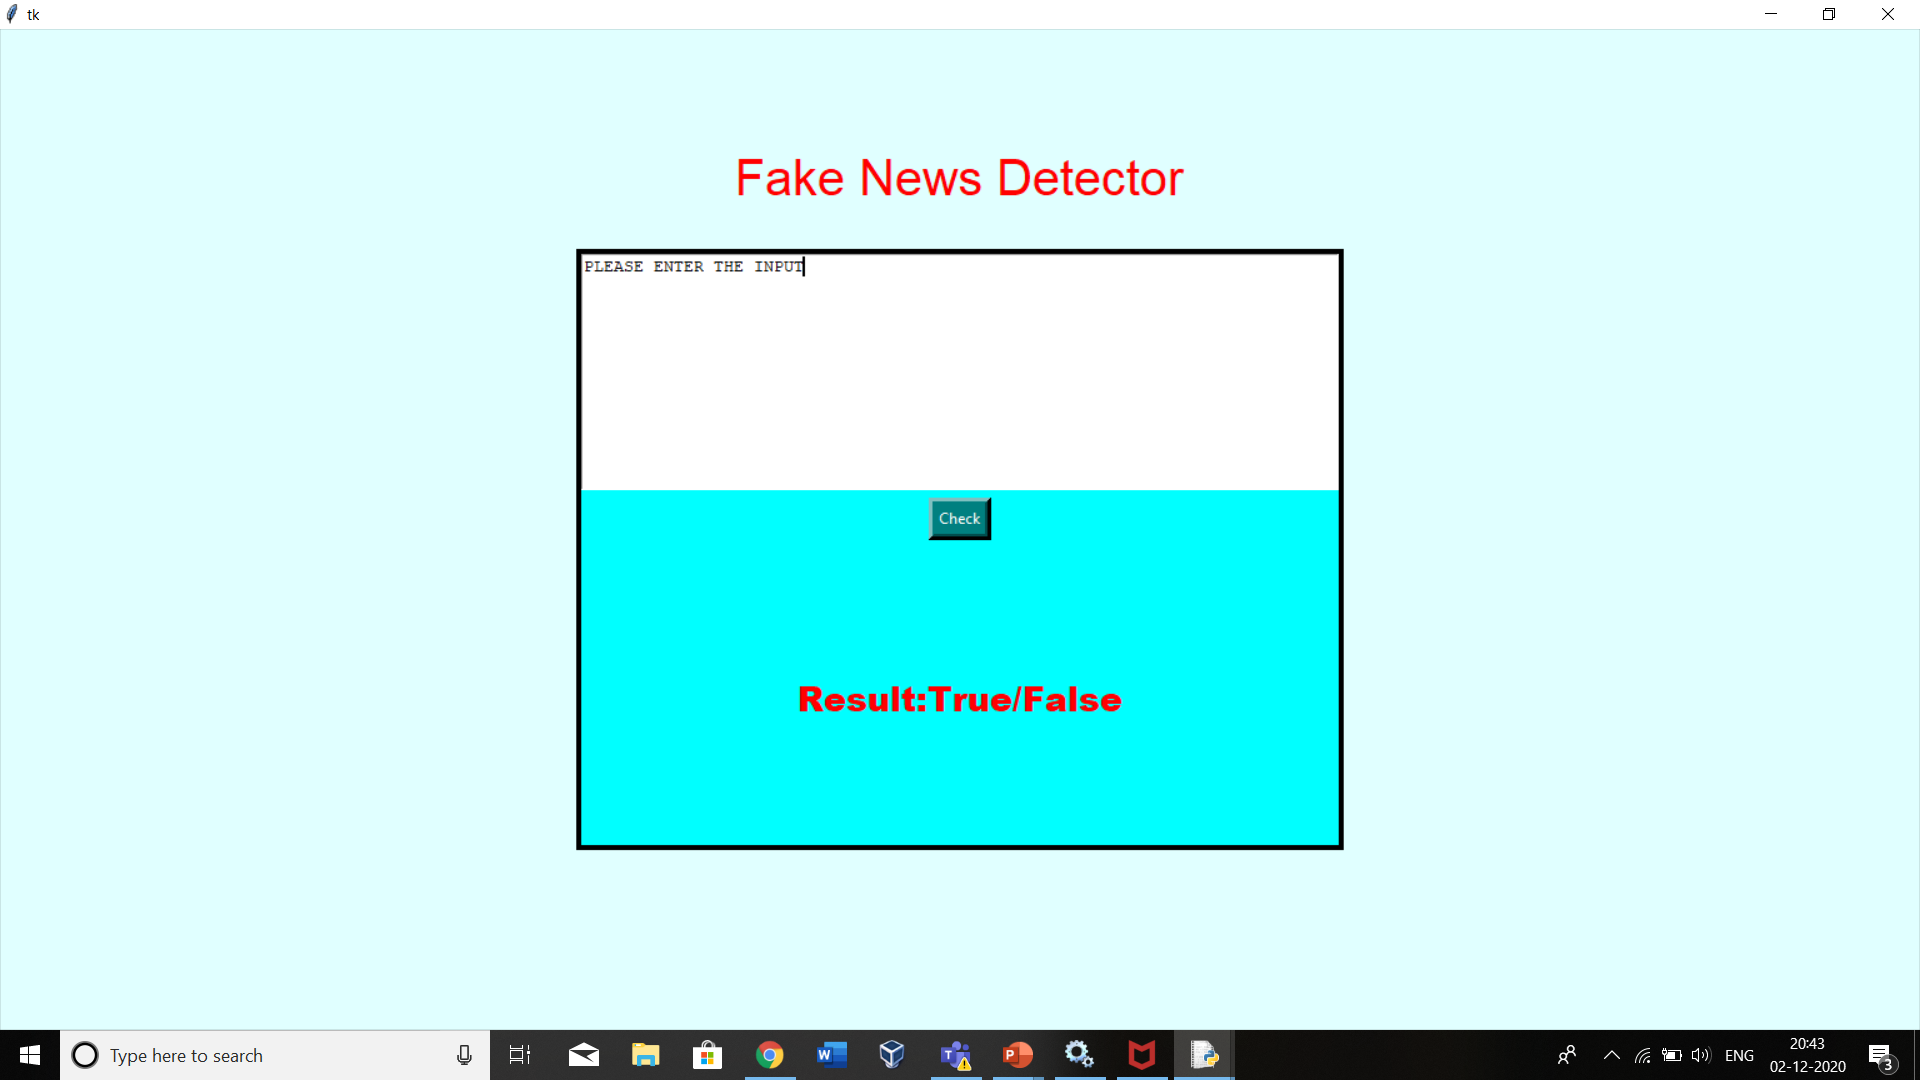 tk
Fake News Detector
PLEASE ENTER THE INPUT
Check
Result:True/False
Type here to search
ENG
20:43
02-12-2020
3